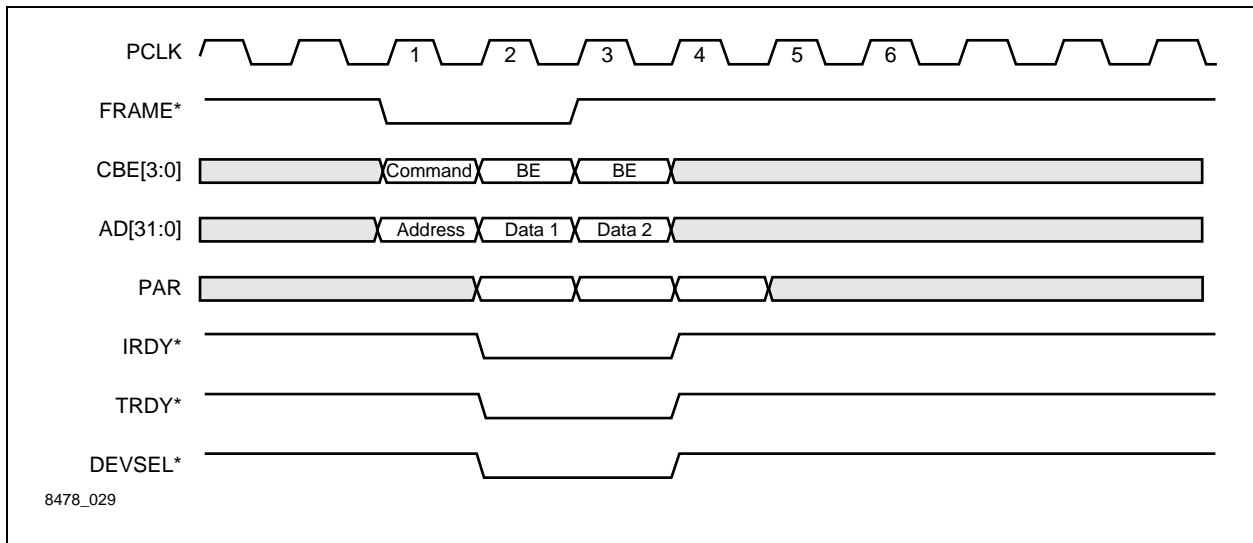 PCLK 1 2 3 4 5 6
FRAME*
CBE[3:0] Command BE BE
AD[31:0] Address Data 1 Data 2
PAR
IRDY*
TRDY*
DEVSEL*
8478_029